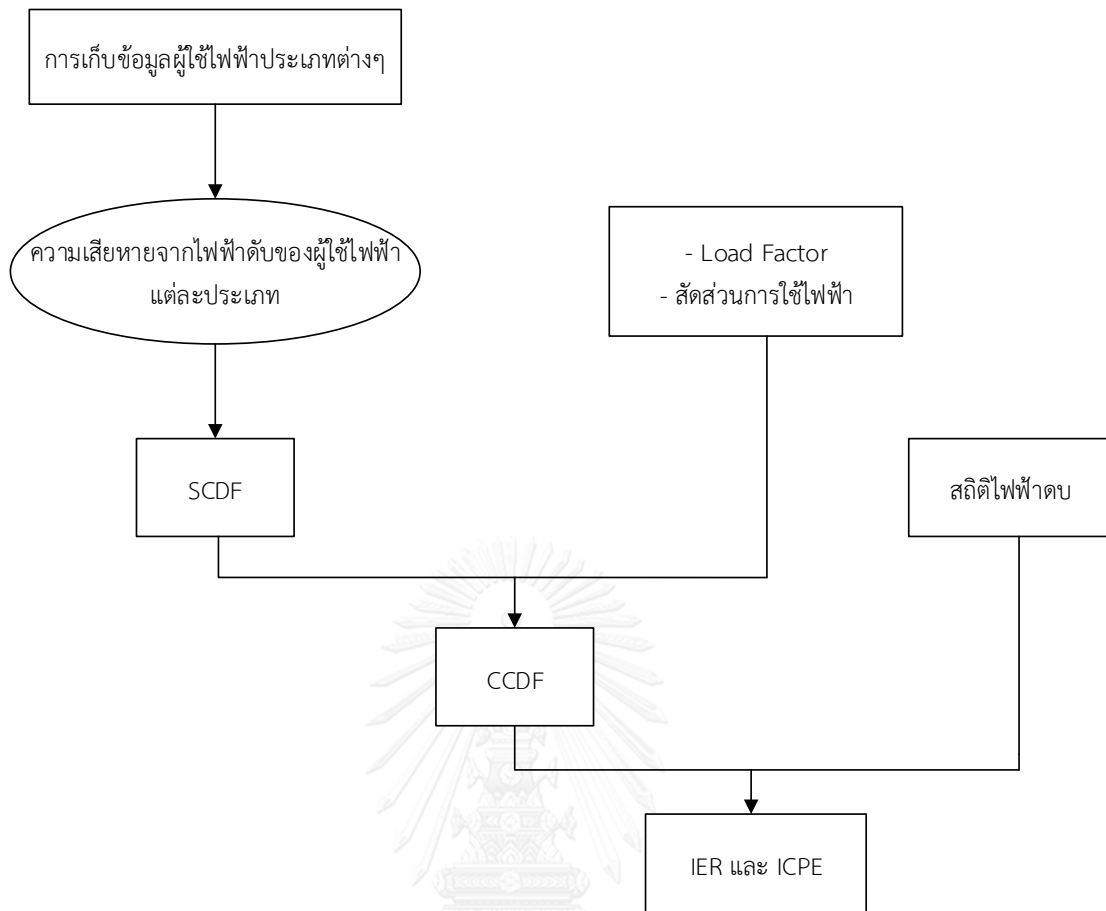 การเก็บข้อมูลผู้ใช้ไฟฟ้าประเภทต่างๆ
ความเสียหายจากไฟฟ้าดับของผู้ใช้ไฟฟ้า
แต่ละประเภท
- Load Factor
- สัดส่วนการใช้ไฟฟ้า
SCDF
สถิติไฟฟ้าดบ
CCDF
IER และ ICPE